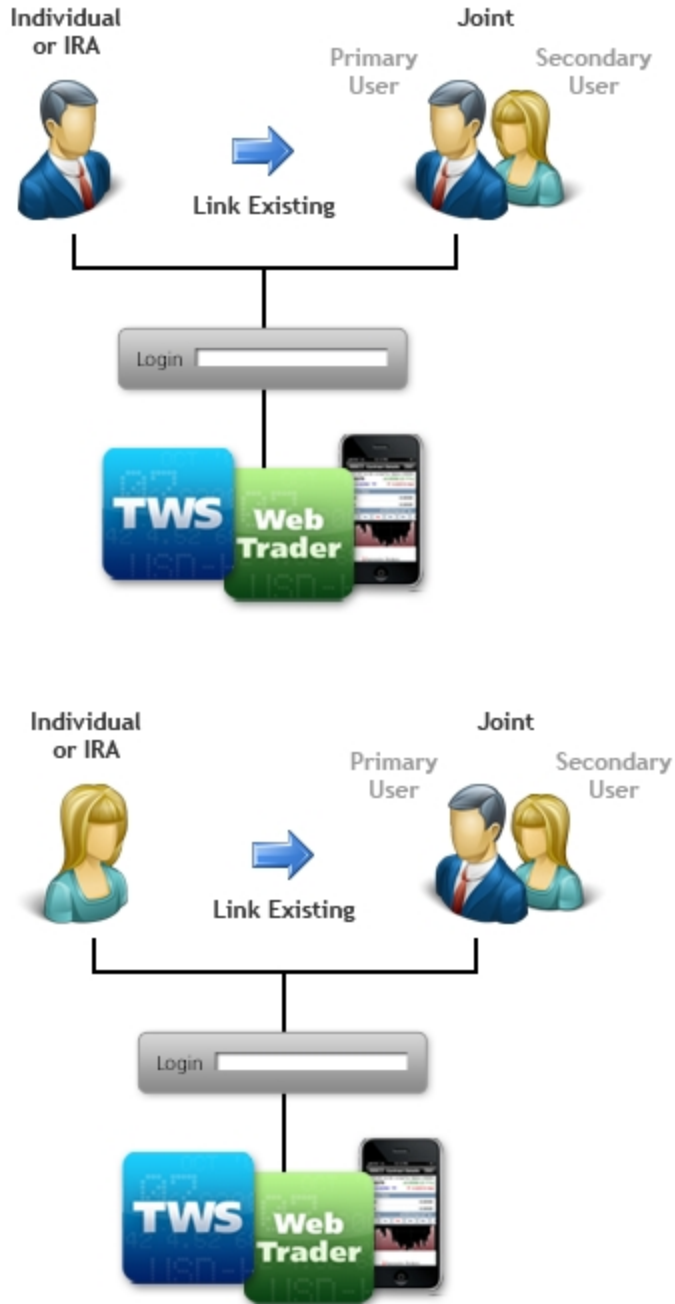 Individual
or IRA
Joint
Primary
User
Secondary
User
Link Existing
Login
TWS
Web
Trader
Individual
or IRA
Joint
Primary
User
Secondary
User
Link Existing
Login
TWS
Web
Trader